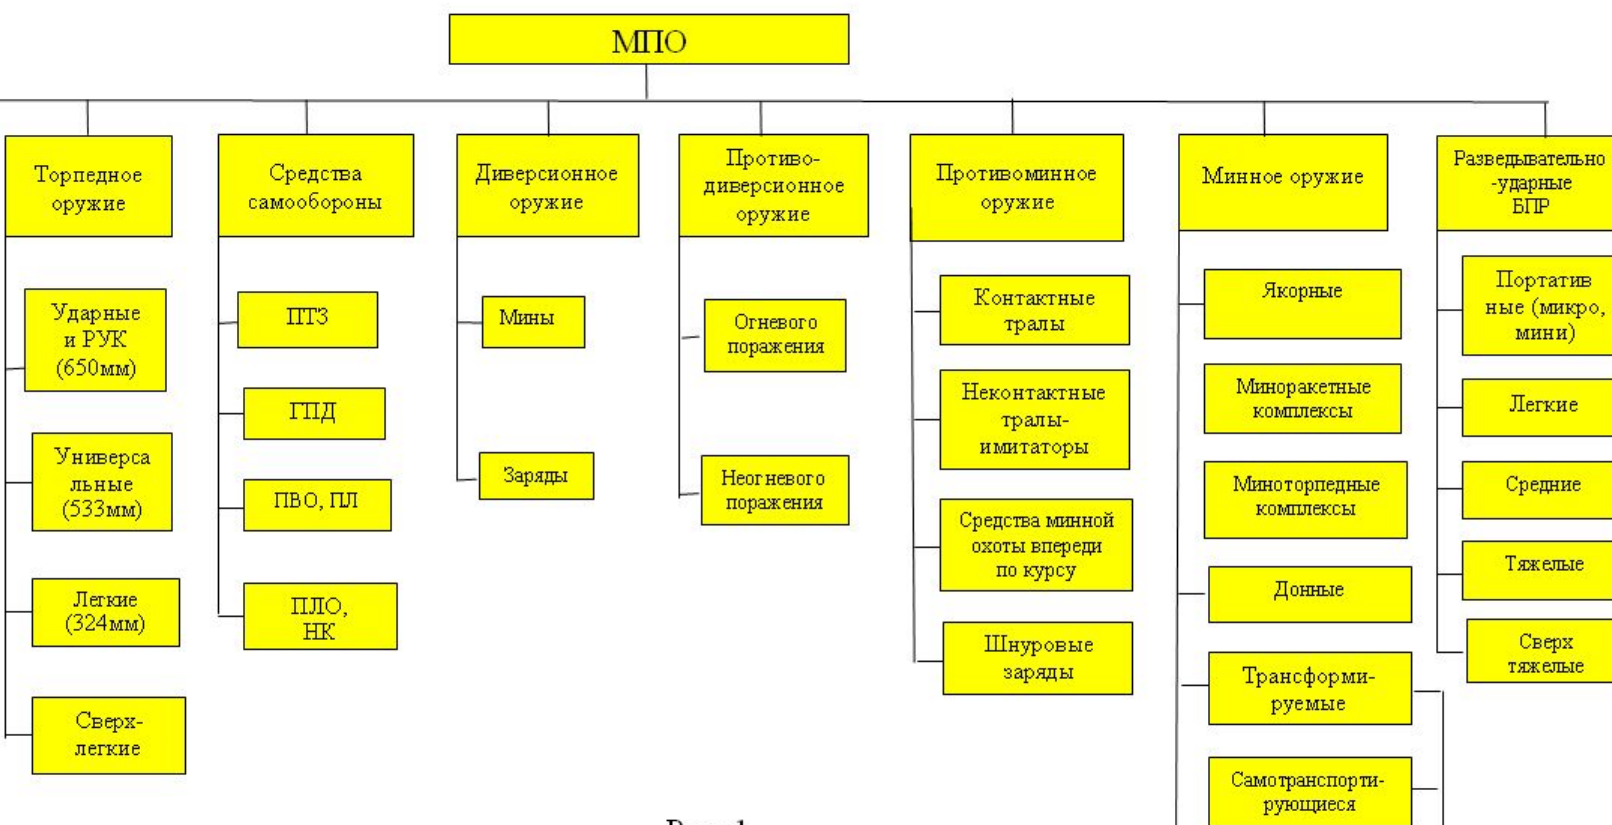 МПО
Торпедное
оружие
Ударные
и РУК
(650мм)
Универса
льные
(533мм)
Легкие
(324мм)
Сверх-
легкие
Средства
самообороны
ПТЗ
ГПД
ПВО, ПЛ
ПЛО,
НК
Диверсионное
оружие
Мины
Заряды
Противо-
диверсионное
оружие
Огневого
поражения
Неогневого
поражения
Противоминное
оружие
Контактные
тралы
Неконтактные
тралы-
имитаторы
Средства минной
охоты впереди
по курсу
Шнуровые
заряды
Минное оружие
Якорные
Миноракетные
комплексы
Миноторпедные
комплексы
Донные
Трансформи-
руемые
Самотранспорти-
рующиеся
Разведывательно
-ударные
БПР
Портатив
ные (микро,
мини)
Легкие
Средние
Тяжелые
Сверх
тяжелые